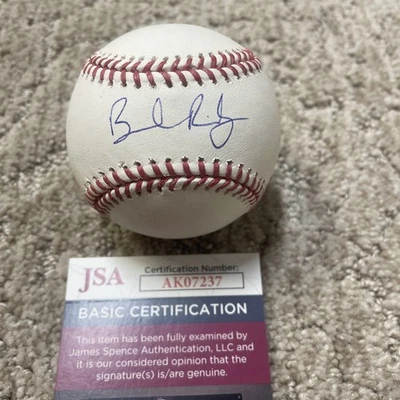 JSA
Certification Number:
AK07237
BASIC CERTIFICATION
This item has been fully examined by
James Spence Authentication, LLC and
it is our considered opinion that the
signature(s) is/are genuine.